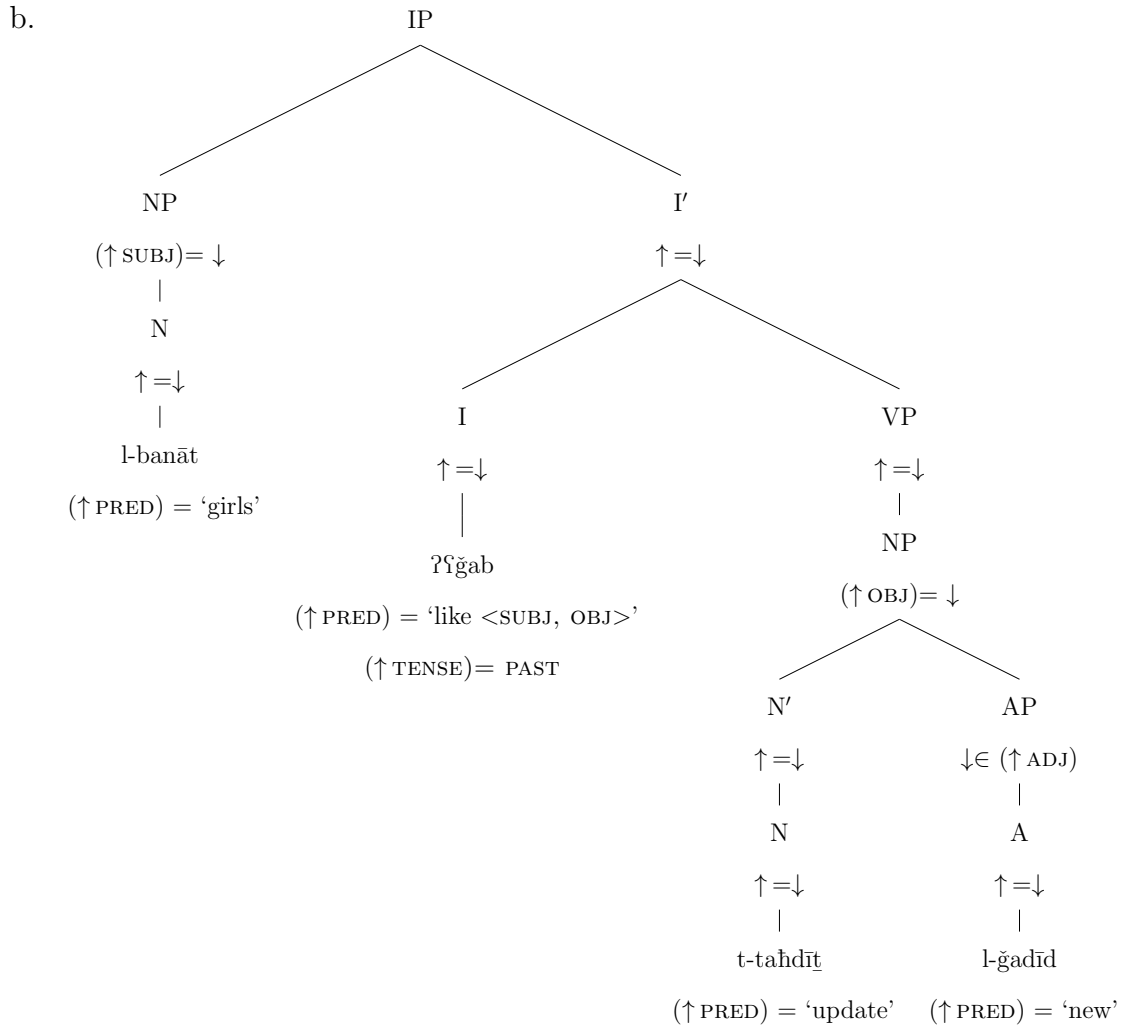 b.
IP
NP I′
(↑ SUBJ)= ↓ ↑ =↓
N
↑ =↓ I VP
l-banāt ↑ =↓ ↑ =↓
(↑ PRED) = ‘girls’ NP
ʔʕǧab (↑ OBJ)= ↓
(↑ PRED) = ‘like <SUBJ, OBJ>’
(↑ TENSE)= PAST
N′ AP
↑ =↓ ↓∈ (↑ ADJ)
N A
↑ =↓ ↑ =↓
t-taħdīṯ l-ǧadīd
(↑ PRED) = ‘update’ (↑ PRED) = ‘new’